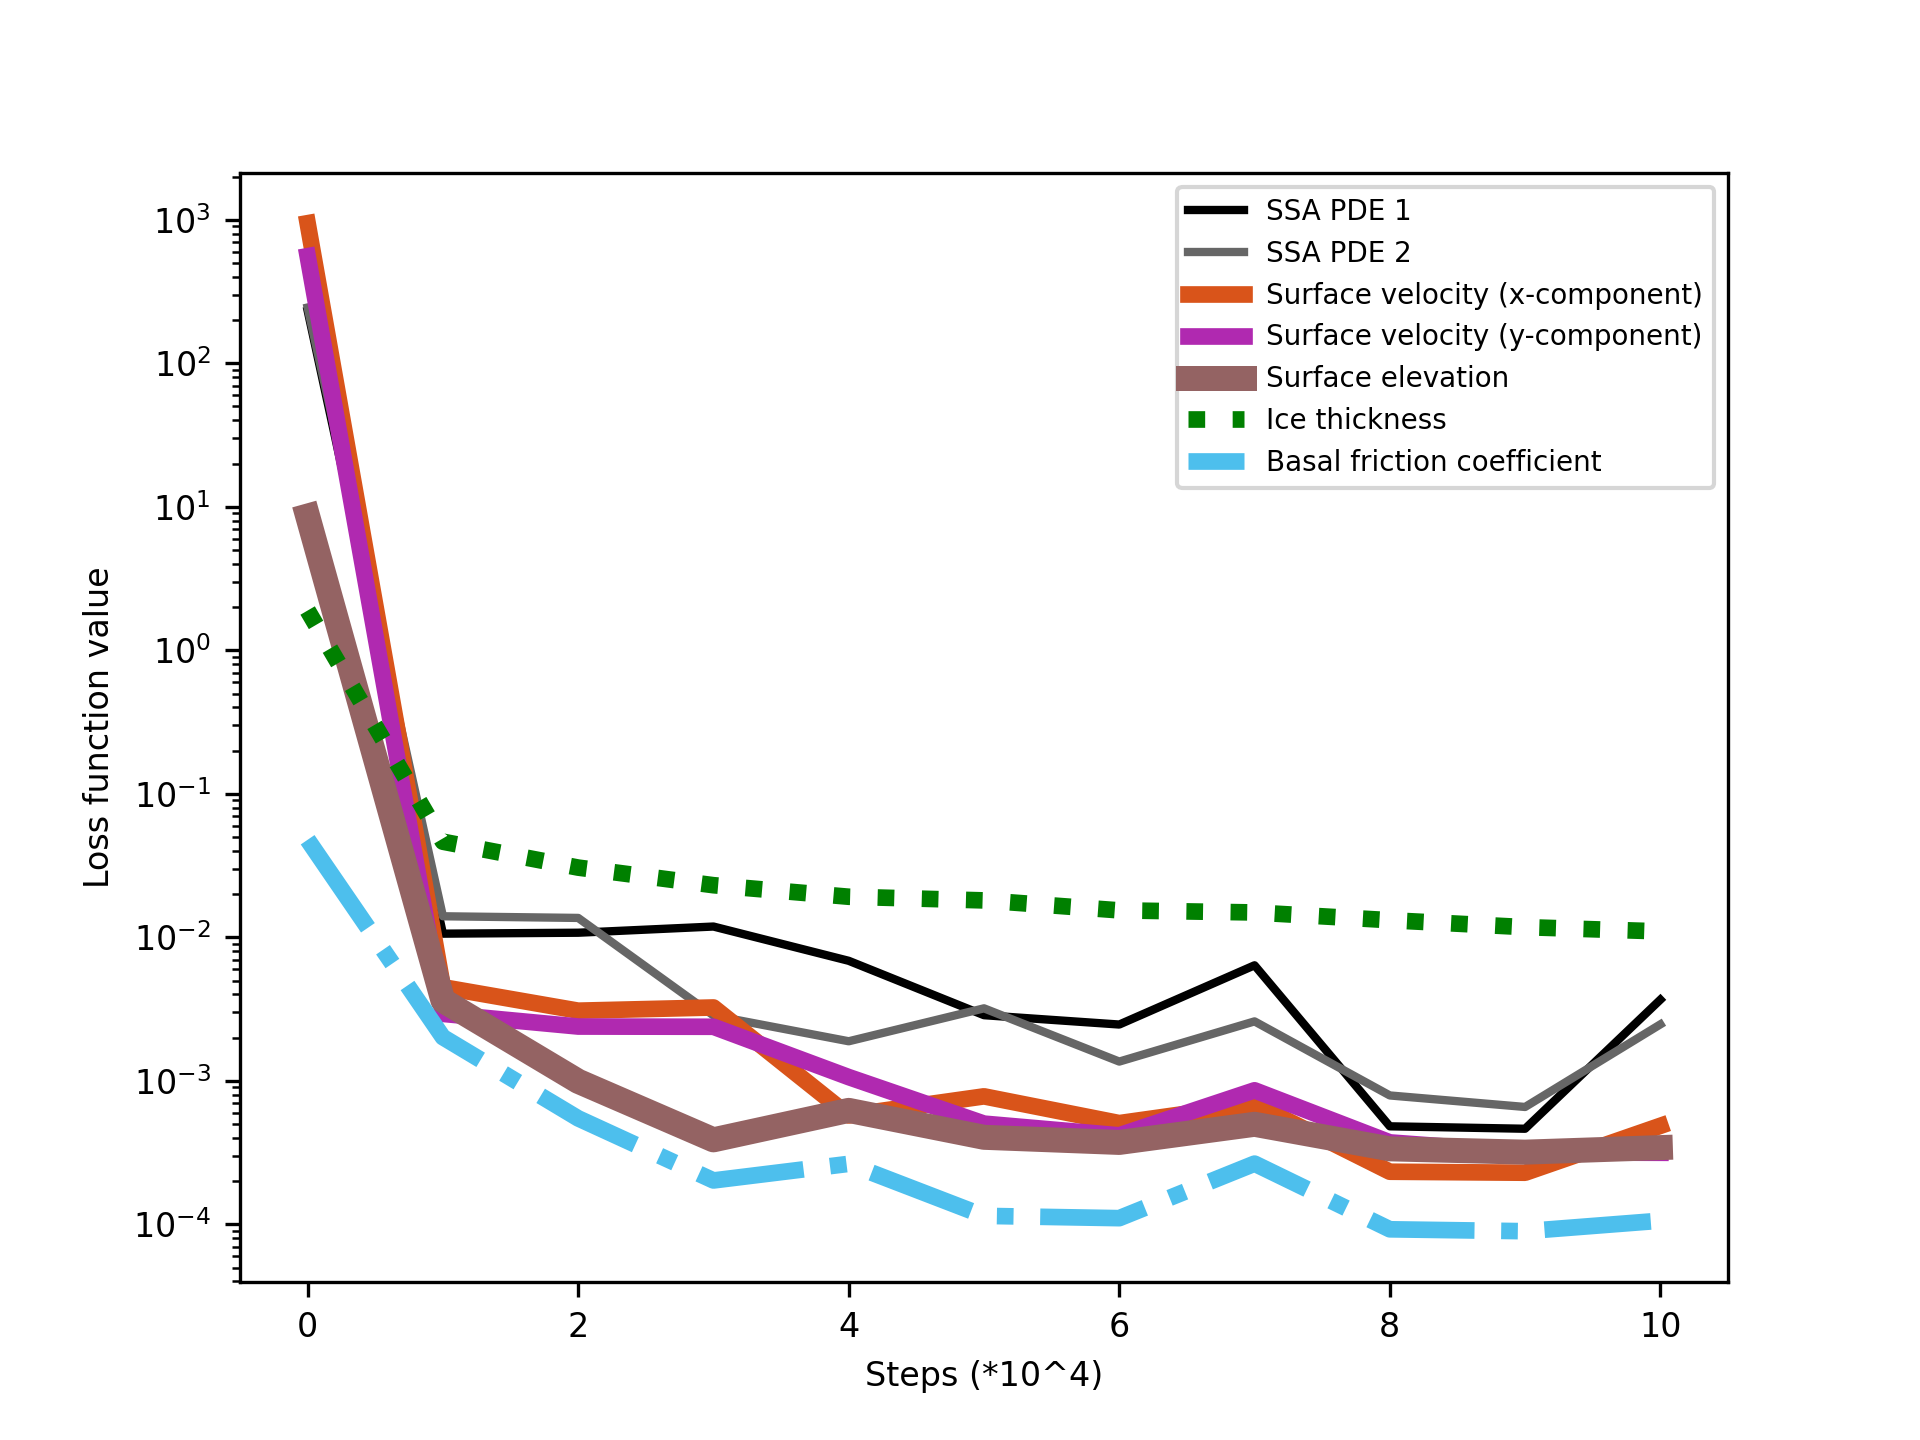 10³
10²
10¹
10⁰
10⁻¹
10⁻²
10⁻³
10⁻⁴
Loss function value
SSA PDE 1
SSA PDE 2
Surface velocity (x-component)
Surface velocity (y-component)
Surface elevation
Ice thickness
Basal friction coefficient
0 2 4 6 8 10
Steps (*10^4)